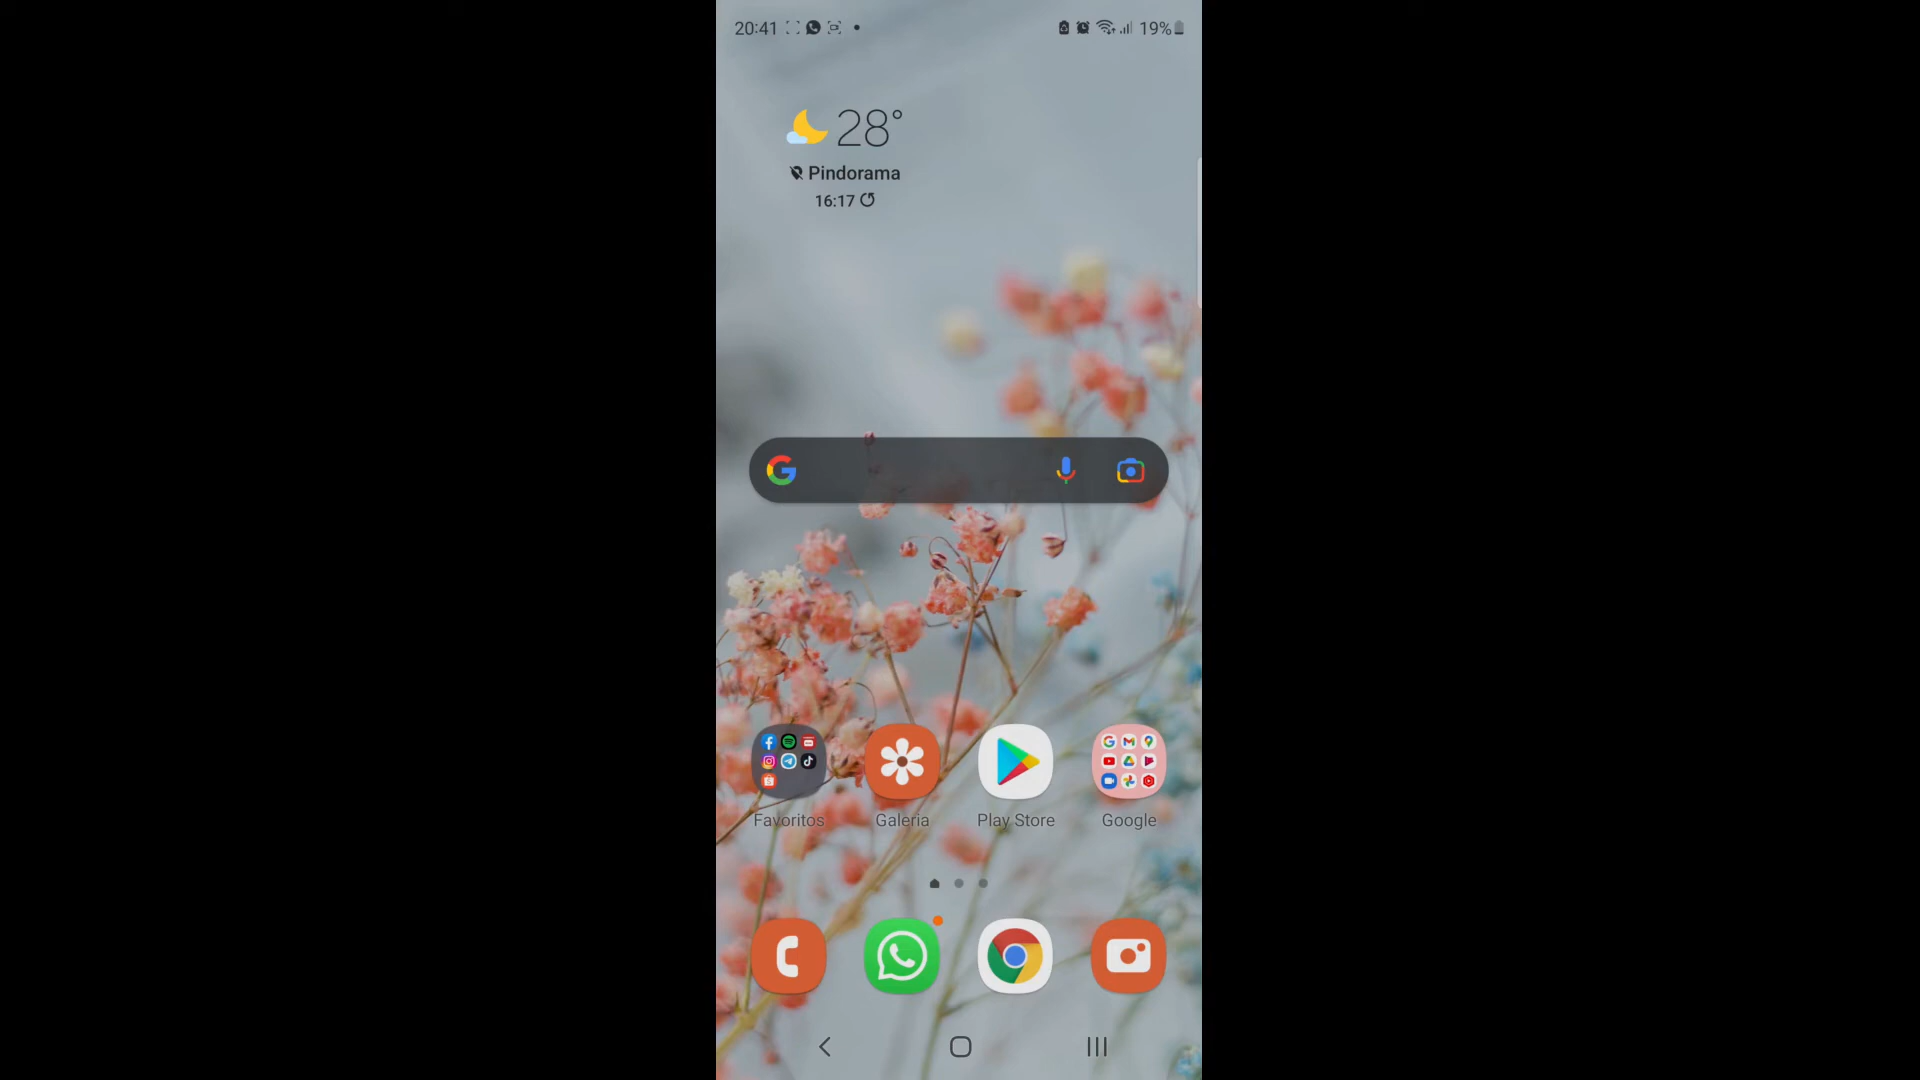 20:41
19%
28°
Pindorama
16:17
Favoritos
Galeria
Play Store
Google